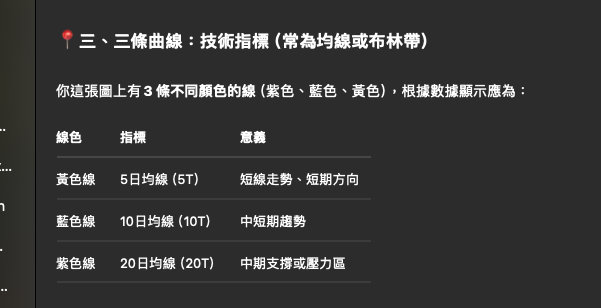 📍三、三條曲線：技術指標 (常為均線或布林帶)
你這張圖上有 3 條不同顏色的線 (紫色、藍色、黃色)，根據數據顯示應為：
線色 指標 意義
黃色線 5日均線 (5T) 短線走勢、短期方向
藍色線 10日均線 (10T) 中短期趨勢
紫色線 20日均線 (20T) 中期支撐或壓力區